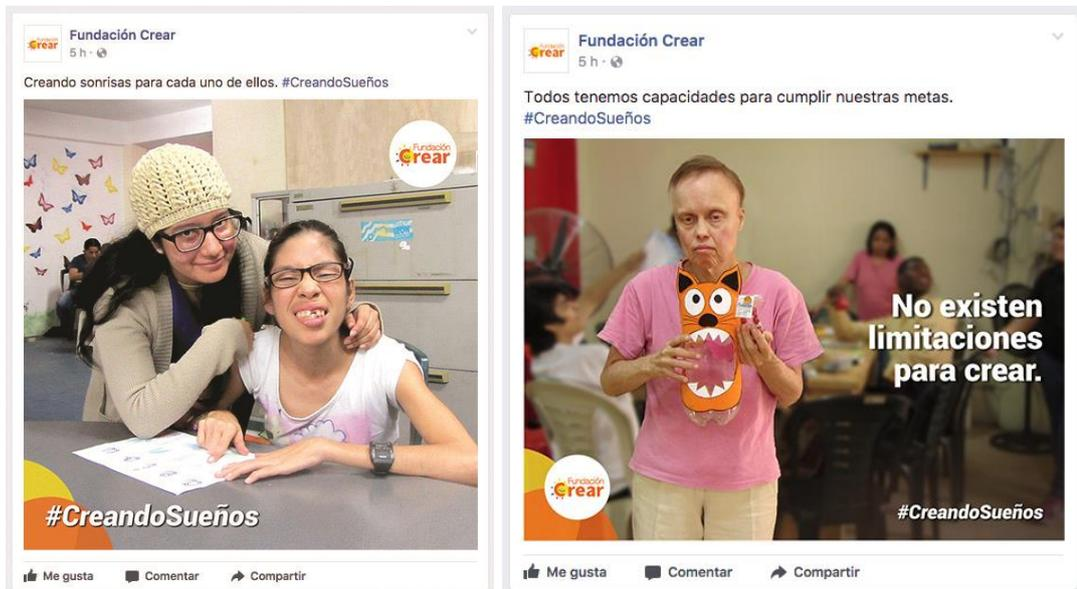 Fundación Crear
5 h ·
Creando sonrisas para cada uno de ellos. #CreandoSueños
Fundación
Crear
#CreandoSueños
Me gusta
Comentar
Compartir
Fundación Crear
5 h ·
Todos tenemos capacidades para cumplir nuestras metas.
#CreandoSueños
No existen
limitaciones
para crear.
Fundación
Crear
#CreandoSueños
Me gusta
Comentar
Compartir